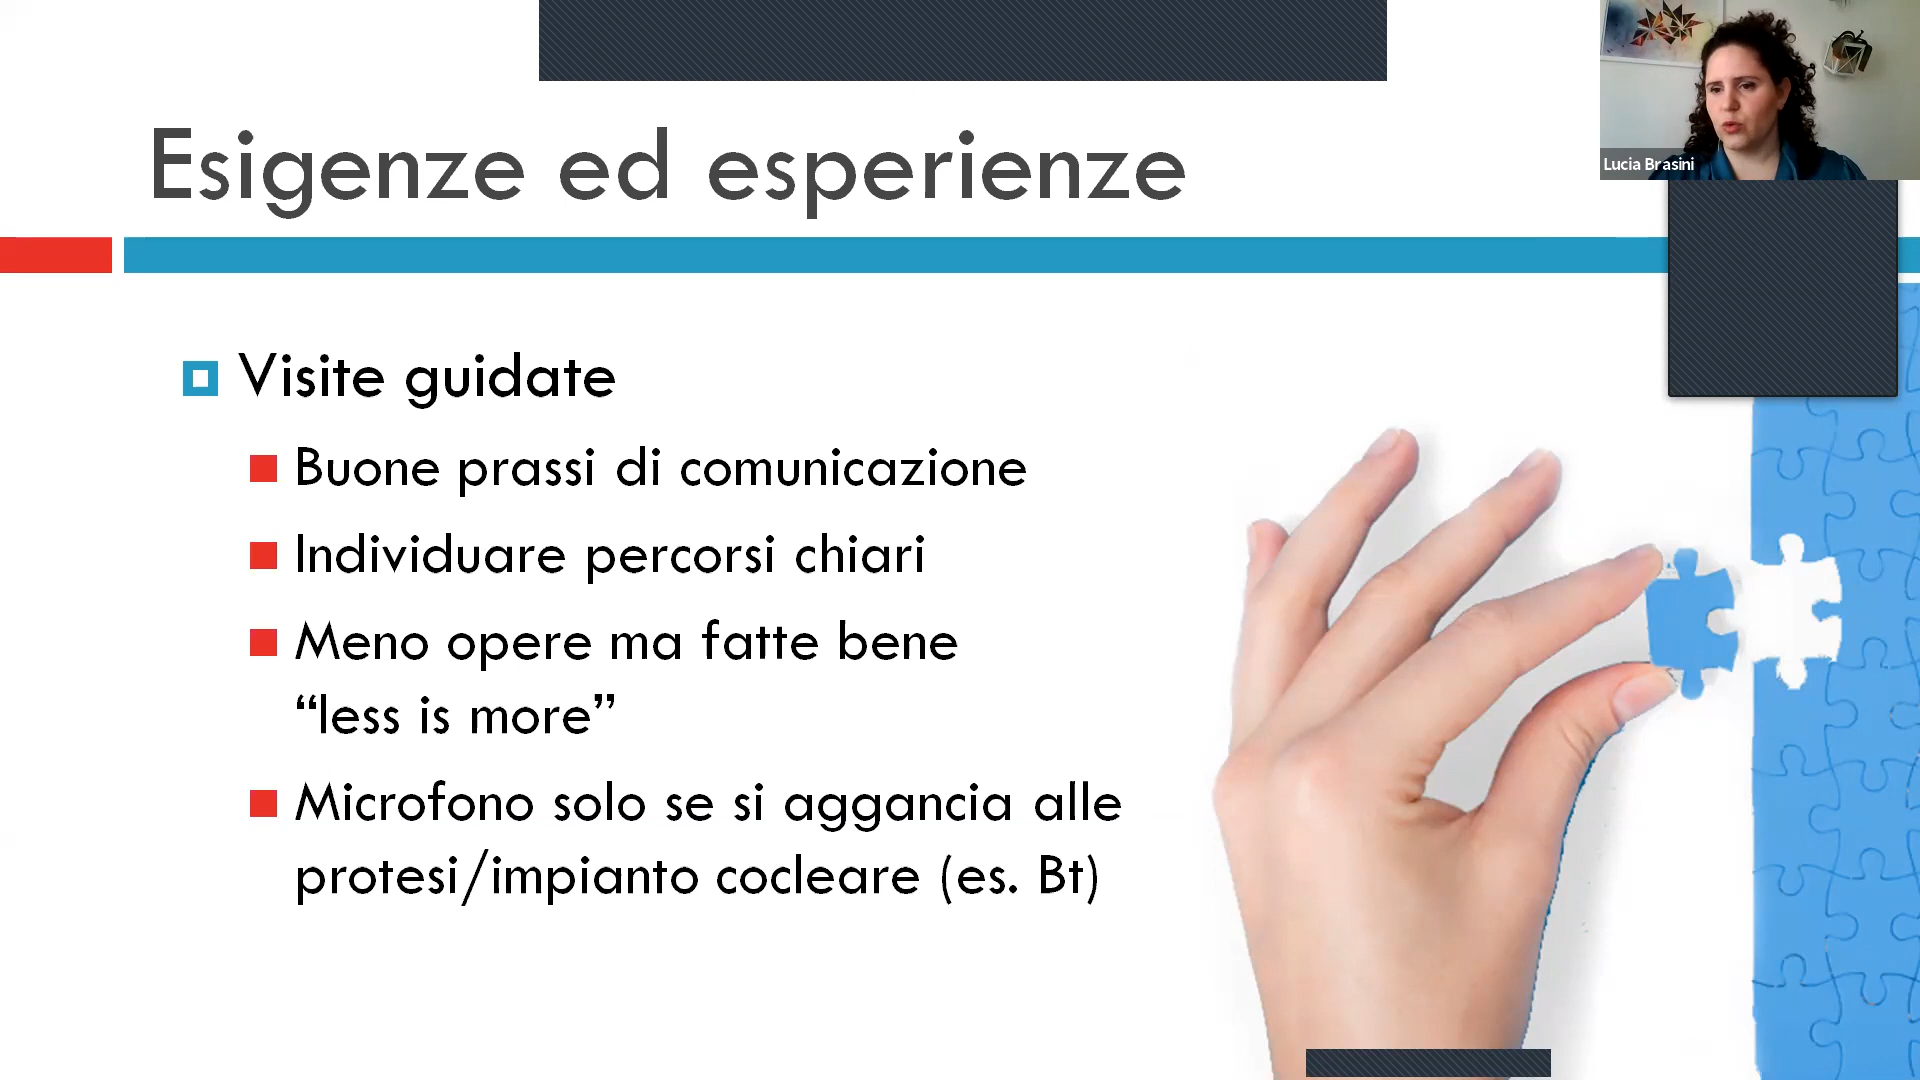 Esigenze ed esperienze
Lucia Brasini
Visite guidate
Buone prassi di comunicazione
Individuare percorsi chiari
Meno opere ma fatte bene
“less is more”
Microfono solo se si aggancia alle
protesi/impianto cocleare (es. Bt)